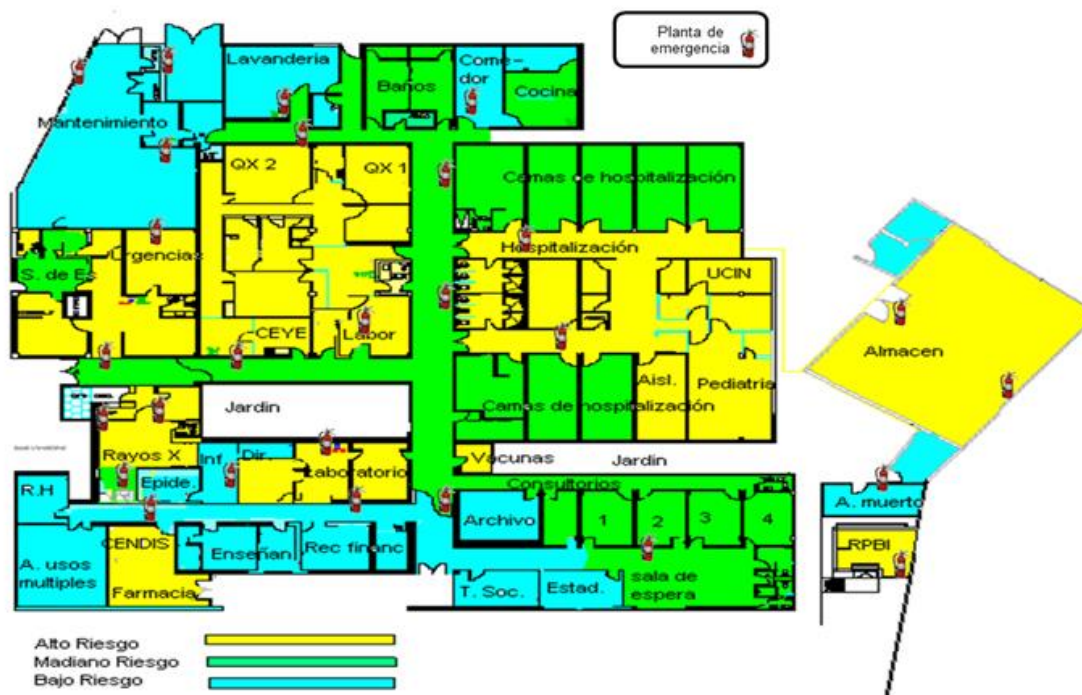 Planta de
emergencia
Lavanderia
Baños
Come-
dor
Cocina
Mantenimiento
QX 2
QX 1
Camas de hospitalización
Urgencias
Hospitalización
S. de Es
UCIN
CEYE
Labor
Almacen
Aisl.
Pediatria
Jardin
Camas de hospitalización
Rayos X
Inf.
Dir.
Laboratorio
Vacunas
Jardin
R.H
Epide.
Consultorios
A. muerto
Archivo
1
2
3
4
CENDIS
Enseñan
Rec financ
RPBI
A. usos
multiples
Farmacia
T. Soc.
Estad.
sala de
espera
Alto Riesgo
Madiano Riesgo
Bajo Riesgo